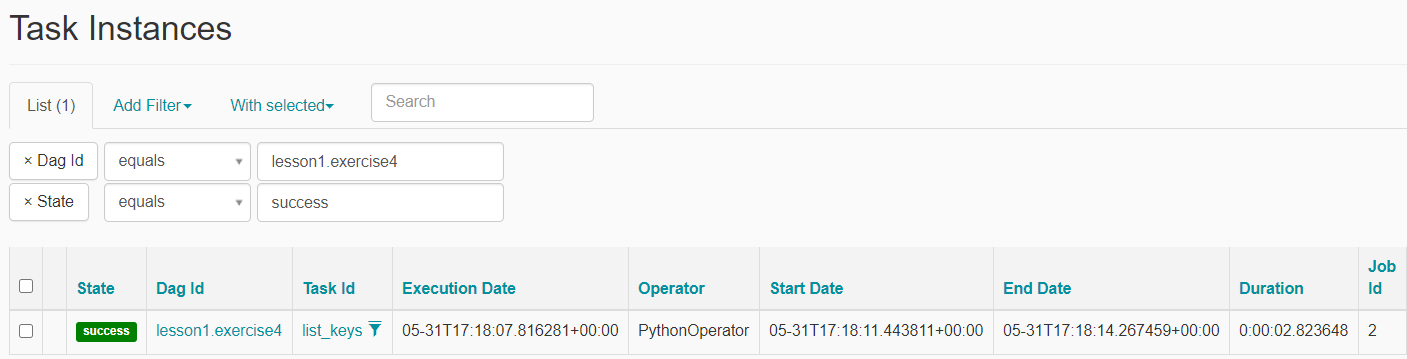 Task Instances
List (1) Add Filter With selected Search
× Dag Id equals lesson1.exercise4
× State equals success
State Dag Id Task Id Execution Date Operator Start Date End Date Duration Job Id
success lesson1.exercise4 list_keys 05-31T17:18:07.816281+00:00 PythonOperator 05-31T17:18:11.443811+00:00 05-31T17:18:14.267459+00:00 0:00:02.823648 2